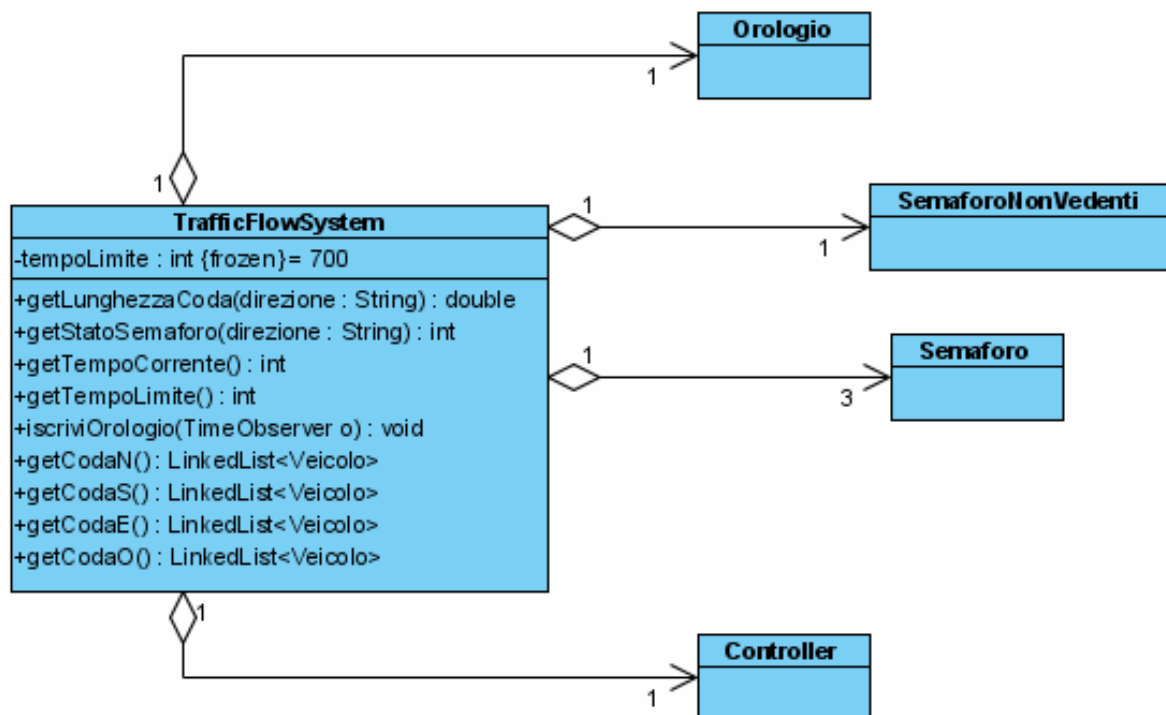 Orologio
1
1
TrafficFlowSystem
-tempoLimite : int {frozen}= 700
+getLunghezzaCoda(direzione : String) : double
+getStatoSemaforo(direzione : String) : int
+getTempoCorrente() : int
+getTempoLimite() : int
+iscriviOrologio(TimeObserver o) : void
+getCodaN() : LinkedList<Veicolo>
+getCodaS() : LinkedList<Veicolo>
+getCodaE() : LinkedList<Veicolo>
+getCodaO() : LinkedList<Veicolo>
1
SemaforoNonVedenti
1
1
Semaforo
3
1
Controller
1